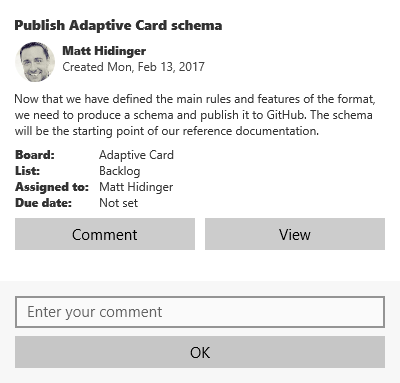 Publish Adaptive Card schema
Matt Hidinger
Created Mon, Feb 13, 2017
Now that we have defined the main rules and features of the format,
we need to produce a schema and publish it to GitHub. The schema
will be the starting point of our reference documentation.
Board: Adaptive Card
List: Backlog
Assigned to: Matt Hidinger
Due date: Not set
Comment View
Enter your comment
OK